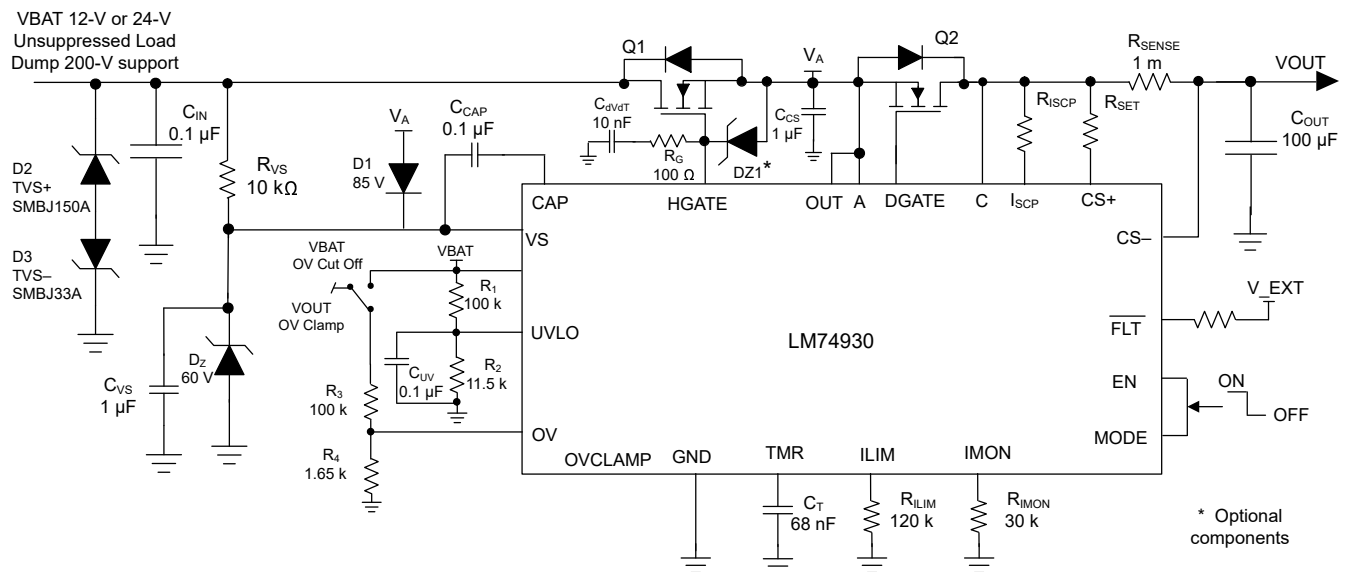 VBAT 12-V or 24-V
Unsuppressed Load
Dump 200-V support
D2
TVS+
SMBJ150A
D3
TVS–
SMBJ33A
CIN
0.1 µF
RVS
10 kΩ
VA
D1
85 V
CCAP
0.1 µF
Q1
CdVdT
10 nF
RG
100 Ω
DZ1*
VA
CCS
1 µF
Q2
RISCP
RSET
RSENSE
1 m
VOUT
COUT
100 µF
CVS
1 µF
DZ
60 V
CAP
HGATE
OUT
A
DGATE
C
ISCP
CS+
VS
CS–
VBAT
OV Cut Off
VOUT
OV Clamp
VBAT
R1
100 k
UVLO
CUV
0.1 µF
R2
11.5 k
R3
100 k
R4
1.65 k
OV
LM74930
FLT
V_EXT
EN
MODE
ON
OFF
OVCLAMP
GND
TMR
ILIM
IMON
CT
68 nF
RILIM
120 k
RIMON
30 k
* Optional
components